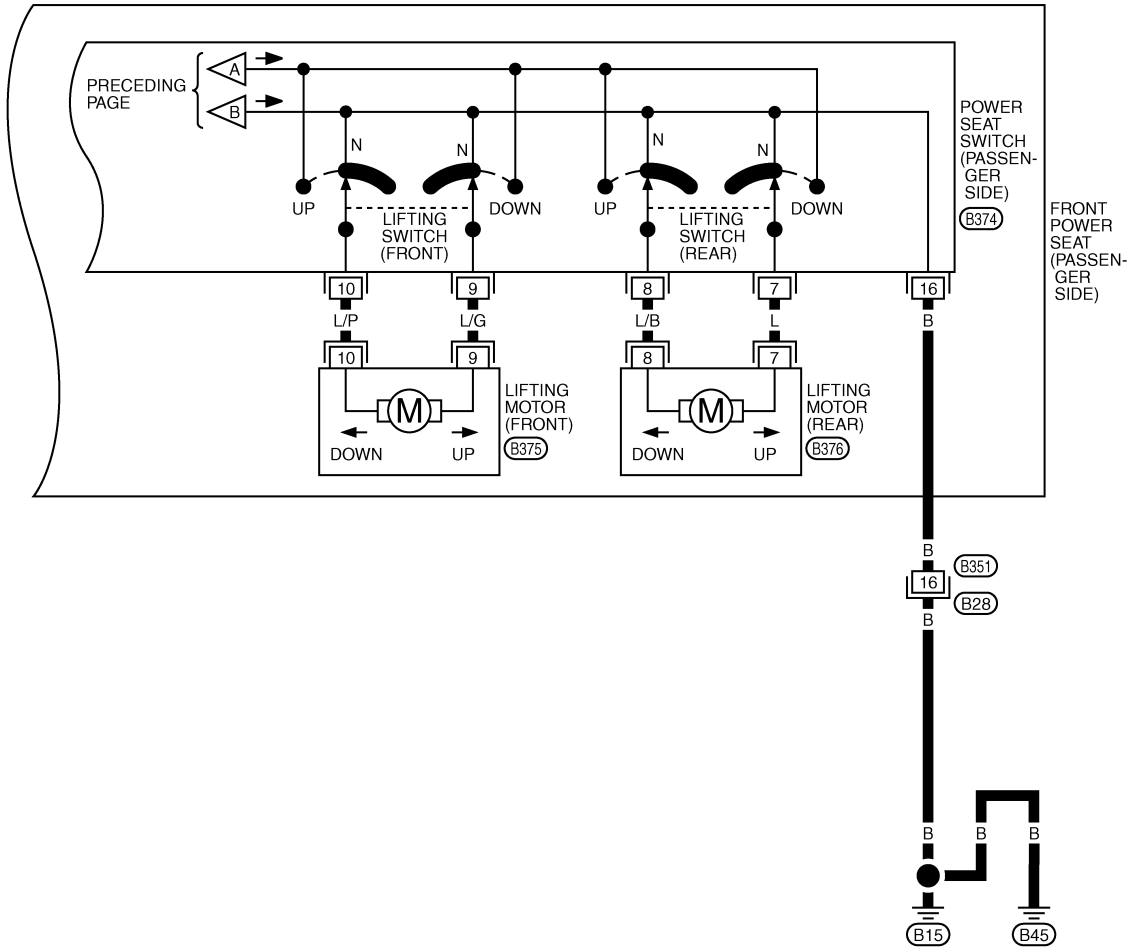 PRECEDING
PAGE
A
B
N
N
N
N
UP
DOWN
UP
DOWN
LIFTING
SWITCH
(FRONT)
LIFTING
SWITCH
(REAR)
POWER
SEAT
SWITCH
(PASSEN-
GER
SIDE)
B374
FRONT
POWER
SEAT
(PASSEN-
GER
SIDE)
10
9
8
7
16
L/P
L/G
L/B
L
B
10
9
8
7
M
DOWN
UP
LIFTING
MOTOR
(FRONT)
B375
M
DOWN
UP
LIFTING
MOTOR
(REAR)
B376
B
B351
16
B28
B
B
B
B
B15
B45